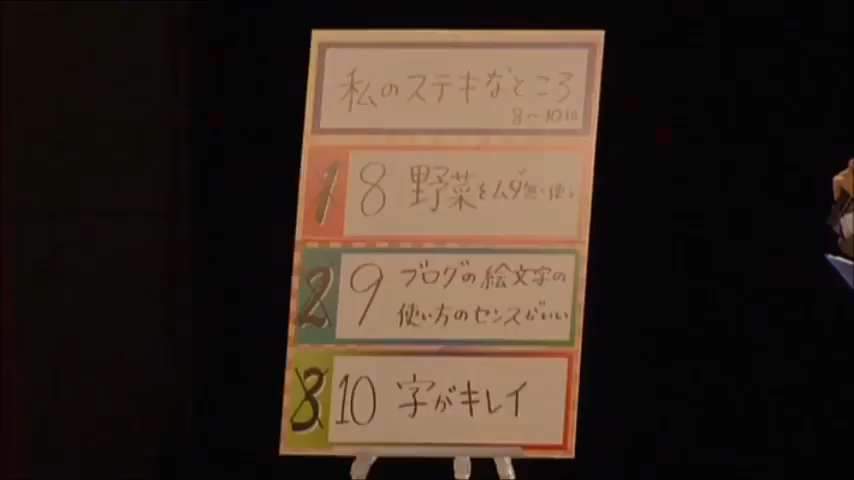 私のステキなところ
8〜10位
1 8 野菜をムダ無く使う
2 9 ブログの絵文字の
使い方のセンスがいい
3 10 字がキレイ